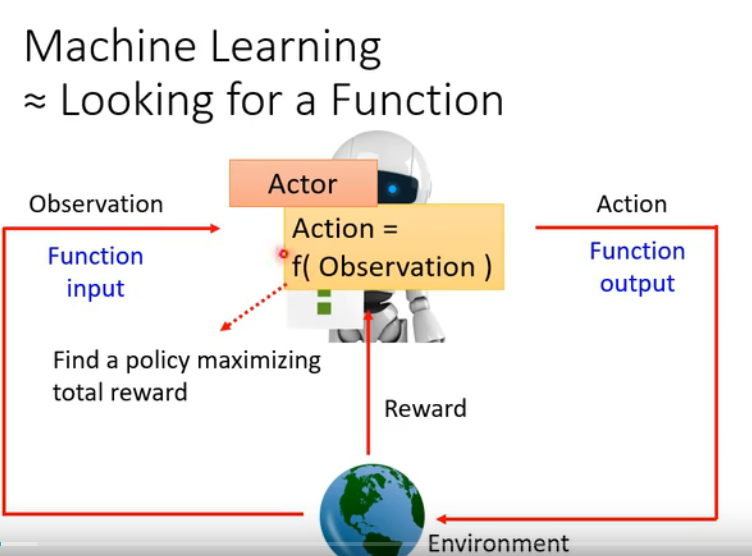 Machine Learning
≈ Looking for a Function
Actor
Observation
Action
Action =
f( Observation )
Function
input
Function
output
Find a policy maximizing
total reward
Reward
Environment